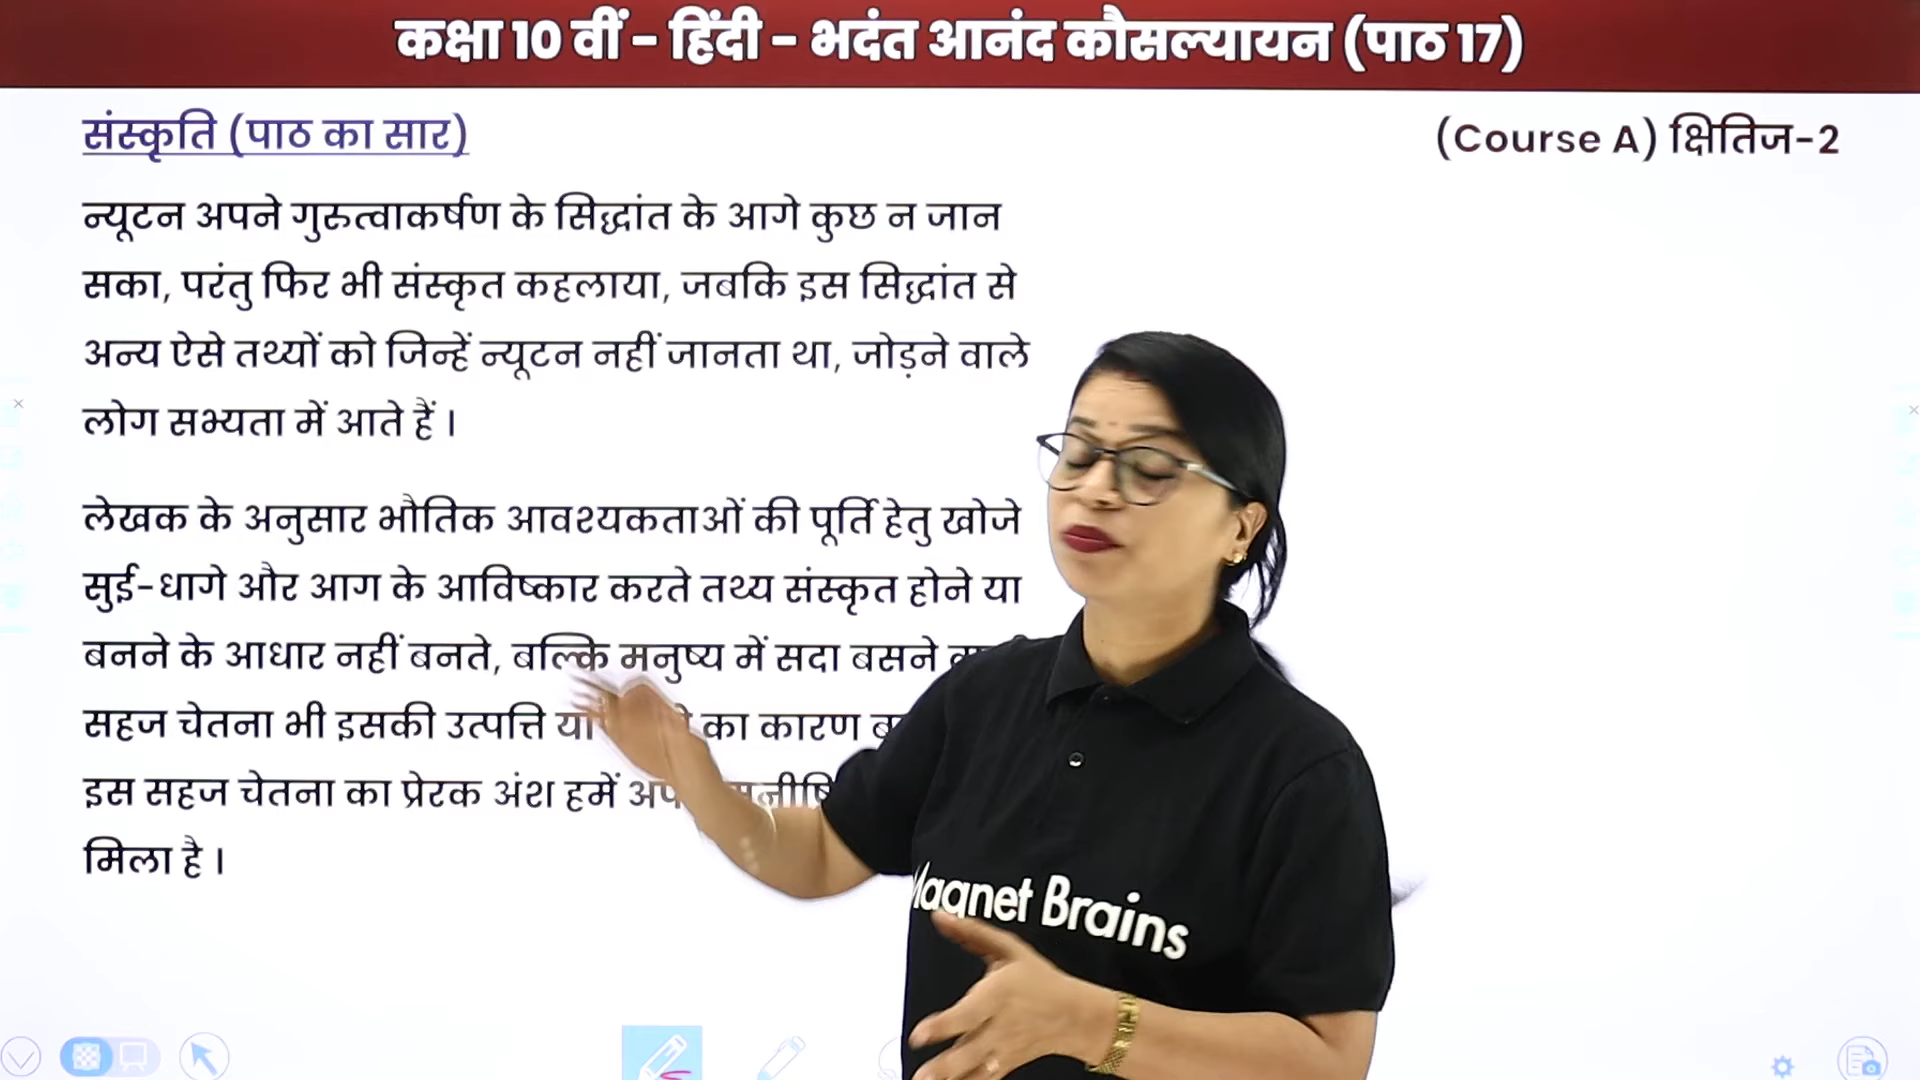 कक्षा 10 वीं - हिंदी - भदंत आनंद कौसल्यायन (पाठ 17)
संस्कृति (पाठ का सार)
(Course A) क्षितिज-2
न्यूटन अपने गुरुत्वाकर्षण के सिद्धांत के आगे कुछ न जान
सका, परंतु फिर भी संस्कृत कहलाया, जबकि इस सिद्धांत से
अन्य ऐसे तथ्यों को जिन्हें न्यूटन नहीं जानता था, जोड़ने वाले
लोग सभ्यता में आते हैं ।
लेखक के अनुसार भौतिक आवश्यकताओं की पूर्ति हेतु खोजे
सुई-धागे और आग के आविष्कार करते तथ्य संस्कृत होने या
बनने के आधार नहीं बनते, बल्कि मनुष्य में सदा बसने
सहज चेतना भी इसकी उत्पत्ति या का कारण
इस सहज चेतना का प्रेरक अंश हमें
मिला है ।
Magnet Brains